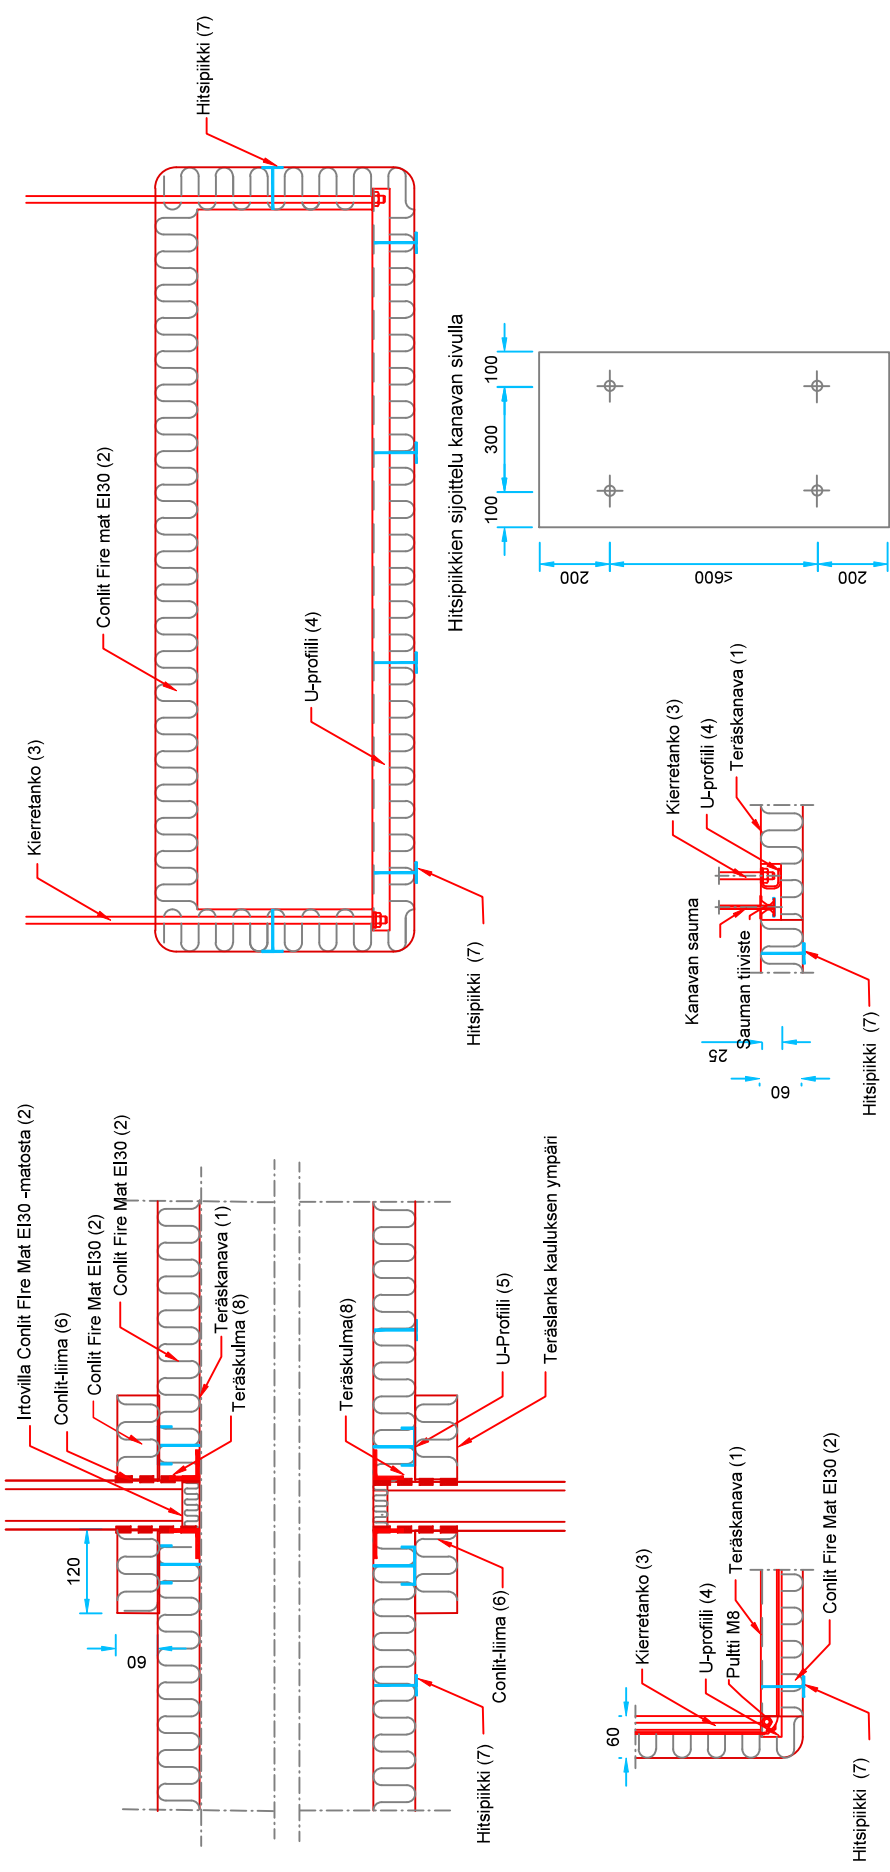 Irtovilla Conlit FIre Mat EI30 -matosta (2)
Conlit-liima (6)
Conlit Fire Mat EI30 (2)
Conlit Fire Mat EI30 (2)
Teräskanava (1)
Teräskulma (8)
120
60
Teräskulma(8)
U-Profiili (5)
Teräslanka kauluksen ympäri
Conlit-liima (6)
Hitsipiikki (7)
Kierretanko (3)
Conlit Fire mat EI30 (2)
Hitsipiikki (7)
U-profiili (4)
Hitsipiikki (7)
Hitsipiikkien sijoittelu kanavan sivulla
100
300
100
200
≤600
200
Kierretanko (3)
U-profiili (4)
Teräskanava (1)
Kanavan sauma
Sauman tiiviste
25
60
Hitsipiikki (7)
60
Kierretanko (3)
U-profiili (4)
Pultti M8
Teräskanava (1)
Conlit Fire Mat EI30 (2)
Hitsipiikki (7)